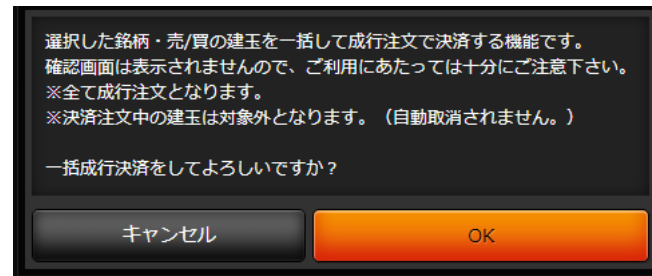 選択した銘柄・売/買の建玉を一括して成行注文で決済する機能です。
確認画面は表示されませんので、ご利用にあたっては十分にご注意下さい。
※全て成行注文となります。
※決済注文中の建玉は対象外となります。（自動取消されません。）
一括成行決済をしてよろしいですか？
キャンセル
OK